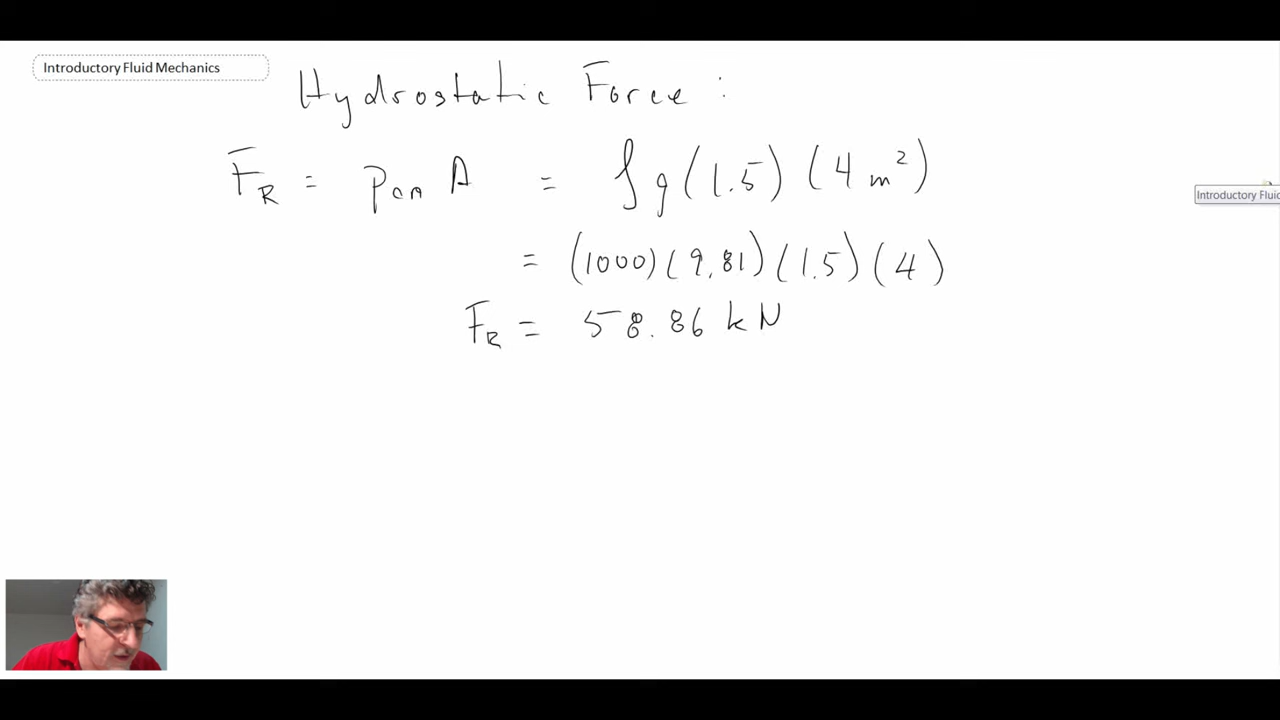 Introductory Fluid Mechanics
Hydrostatic Force :
F_R = P_CA A = ρg(1.5)(4 m²)
Introductory Fluid
= (1000)(9.81)(1.5)(4)
F_R = 58.86 kN